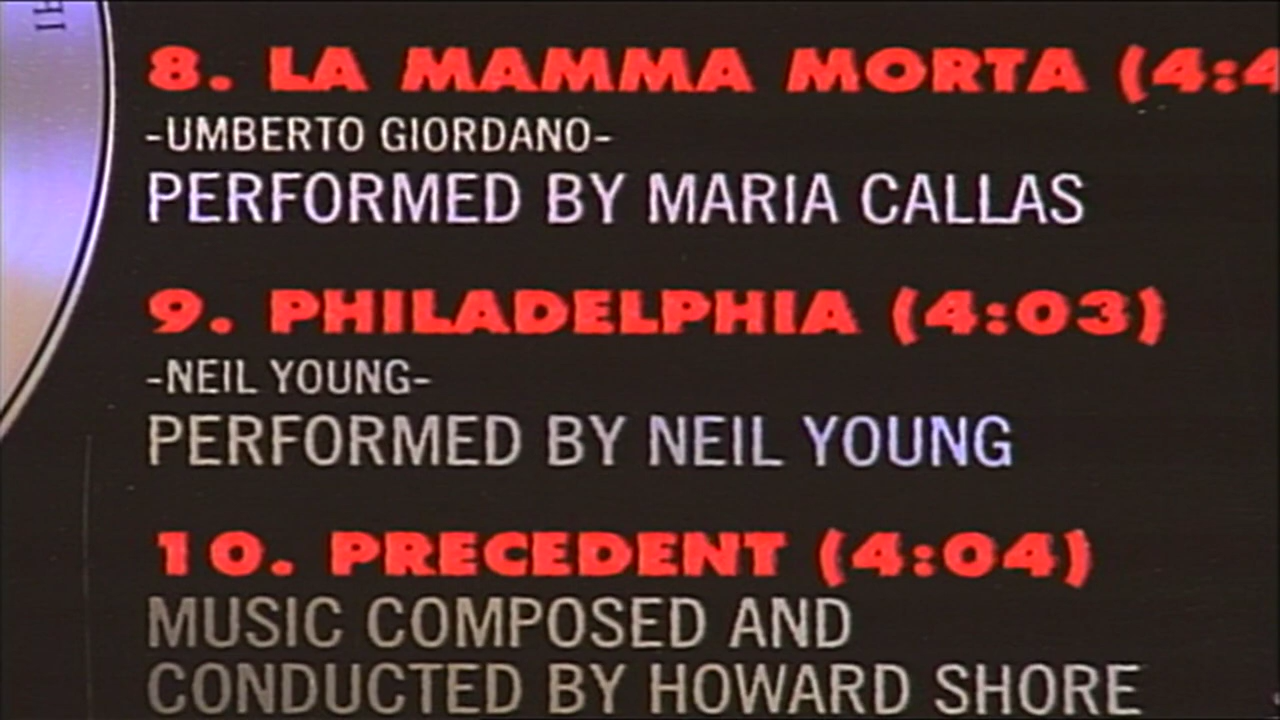 8. LA MAMMA MORTA (4:4
-UMBERTO GIORDANO-
PERFORMED BY MARIA CALLAS
9. PHILADELPHIA (4:03)
-NEIL YOUNG-
PERFORMED BY NEIL YOUNG
10. PRECEDENT (4:04)
MUSIC COMPOSED AND
CONDUCTED BY HOWARD SHORE